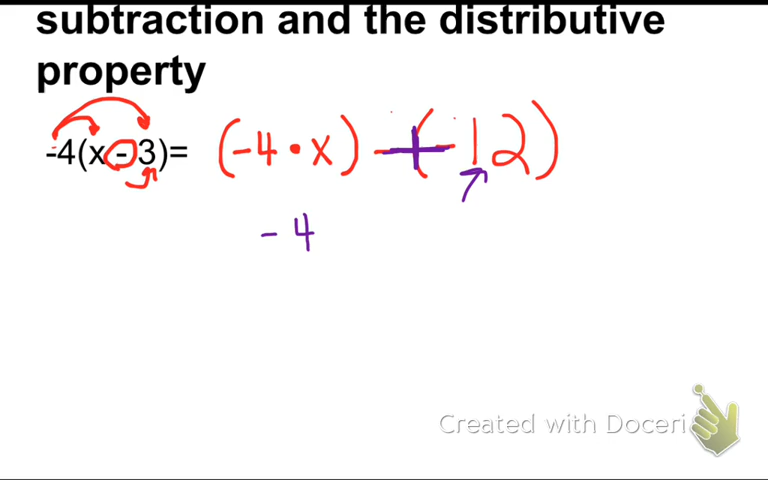 subtraction and the distributive
property
-4(x-3)= (-4•x) + (-12)
-4
Created with Doceri